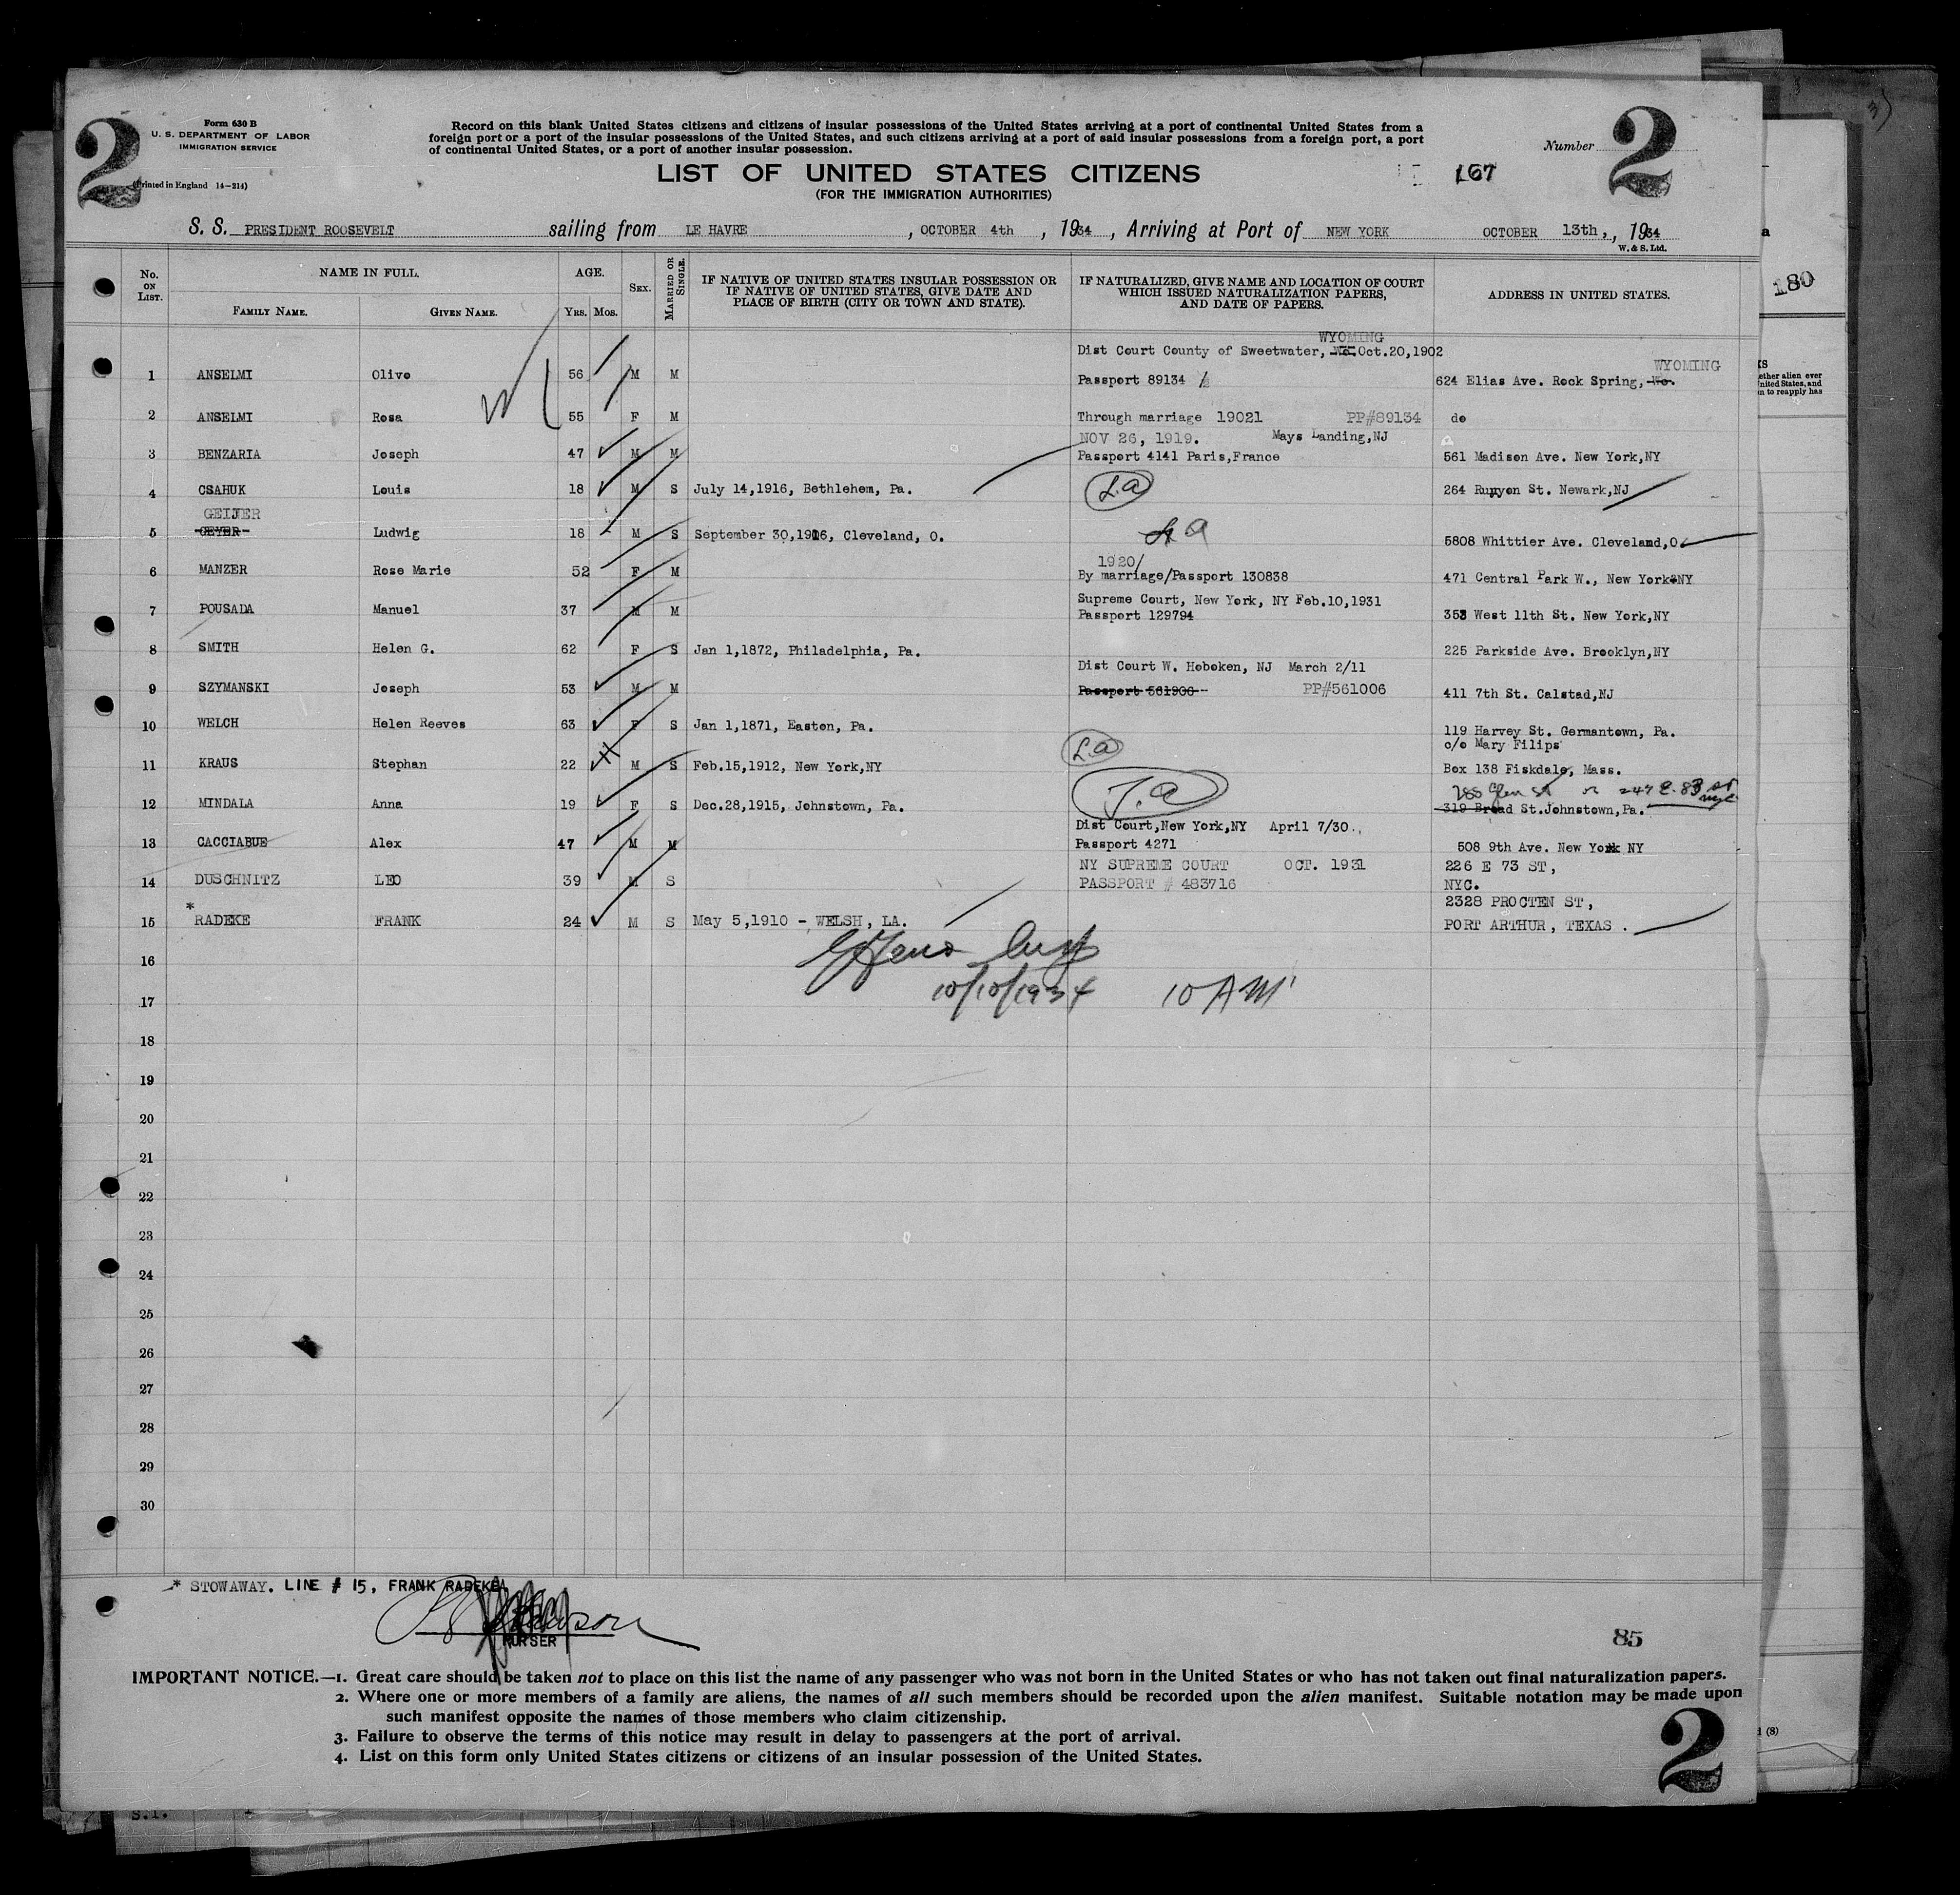 2
Form 630 B
U. S. DEPARTMENT OF LABOR
IMMIGRATION SERVICE
(Printed in England 14-214)
Record on this blank United States citizens and citizens of insular possessions of the United States arriving at a port of continental United States from a
foreign port or a port of the insular possessions of the United States, and such citizens arriving at a port of said insular possessions from a foreign port, a port
of continental United States, or a port of another insular possession.
LIST OF UNITED STATES CITIZENS
(FOR THE IMMIGRATION AUTHORITIES)
Number
2
167
S. S. PRESIDENT ROOSEVELT sailing from LE HAVRE, OCTOBER 4th, 1934, Arriving at Port of NEW YORK OCTOBER 13th,, 1934
W. & S. Ltd.
No. ON LIST.
NAME IN FULL.
FAMILY NAME.
GIVEN NAME.
AGE.
YRS. MOS.
SEX.
MARRIED OR SINGLE.
IF NATIVE OF UNITED STATES INSULAR POSSESSION OR
IF NATIVE OF UNITED STATES, GIVE DATE AND
PLACE OF BIRTH (CITY OR TOWN AND STATE).
IF NATURALIZED, GIVE NAME AND LOCATION OF COURT
WHICH ISSUED NATURALIZATION PAPERS,
AND DATE OF PAPERS.
ADDRESS IN UNITED STATES.
WYOMING
Dist Court County of Sweetwater, Oct.20,1902
WYOMING
1 ANSELMI Olivo 56 M M Passport 89134 624 Elias Ave. Rock Spring, Wo.
2 ANSELMI Rosa 55 F M Through marriage 19021 PP#89134 do
NOV 26, 1919. Mays Landing,NJ
3 BENZARIA Joseph 47 M M Passport 4141 Paris,France 561 Madison Ave. New York,NY
4 CSAHUK Louis 18 M S July 14,1916, Bethlehem, Pa. L.a 264 Runyon St. Newark,NJ
GEIJER
5 GEYER Ludwig 18 M S September 30,1916, Cleveland, O. 5808 Whittier Ave. Cleveland,O.
1920/
6 MANZER Rose Marie 52 F M By marriage/Passport 130838 471 Central Park W., New York NY
Supreme Court, New York, NY Feb.10,1931
7 POUSADA Manuel 37 M M Passport 129794 353 West 11th St. New York,NY
8 SMITH Helen G. 62 F S Jan 1,1872, Philadelphia, Pa. 225 Parkside Ave. Brooklyn,NY
Dist Court W. Hoboken, NJ March 2/11
9 SZYMANSKI Joseph 53 M M Passport 561906 PP#561006 411 7th St. Calstad,NJ
10 WELCH Helen Reeves 63 F S Jan 1,1871, Easton, Pa. 119 Harvey St. Germantown, Pa.
c/o Mary Filips
11 KRAUS Stephan 22 M S Feb.15,1912, New York,NY L.a Box 138 Fiskdale, Mass.
247 E. 83 St
nyc
12 MINDALA Anna 19 F S Dec.28,1915, Johnstown, Pa. J.a 319 Broad St.Johnstown,Pa.
Dist Court,New York,NY April 7/30.
13 CACCIABUE Alex 47 M M Passport 4271 508 9th Ave. New York NY
NY SUPREME COURT OCT. 1931 226 E 73 ST,
14 DUSCHNITZ LEO 39 M S PASSPORT # 483716 NYC.
* 2328 PROCTEN ST,
15 RADEKE FRANK 24 M S May 5,1910 - WELSH, LA. PORT ARTHUR, TEXAS.
16
10/10/1934 10 AM
17
18
19
20
21
22
23
24
25
26
27
28
29
30
* STOWAWAY. LINE # 15, FRANK RADEKE
PURSER
85
IMPORTANT NOTICE.—1. Great care should be taken not to place on this list the name of any passenger who was not born in the United States or who has not taken out final naturalization papers.
2. Where one or more members of a family are aliens, the names of all such members should be recorded upon the alien manifest. Suitable notation may be made upon
such manifest opposite the names of those members who claim citizenship.
3. Failure to observe the terms of this notice may result in delay to passengers at the port of arrival.
4. List on this form only United States citizens or citizens of an insular possession of the United States.
2
180
ether alien ever
nited States, and
n to reapply has
(8)
S.I.